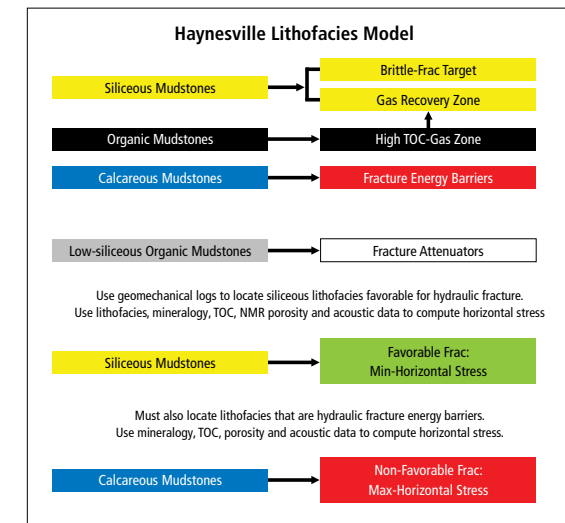 Haynesville Lithofacies Model
Brittle-Frac Target
Siliceous Mudstones
Gas Recovery Zone
Organic Mudstones
High TOC-Gas Zone
Calcareous Mudstones
Fracture Energy Barriers
Low-siliceous Organic Mudstones
Fracture Attenuators
Use geomechanical logs to locate siliceous lithofacies favorable for hydraulic fracture.
Use lithofacies, mineralogy, TOC, NMR porosity and acoustic data to compute horizontal stress
Siliceous Mudstones
Favorable Frac:
Min-Horizontal Stress
Must also locate lithofacies that are hydraulic fracture energy barriers.
Use mineralogy, TOC, porosity and acoustic data to compute horizontal stress.
Calcareous Mudstones
Non-Favorable Frac:
Max-Horizontal Stress